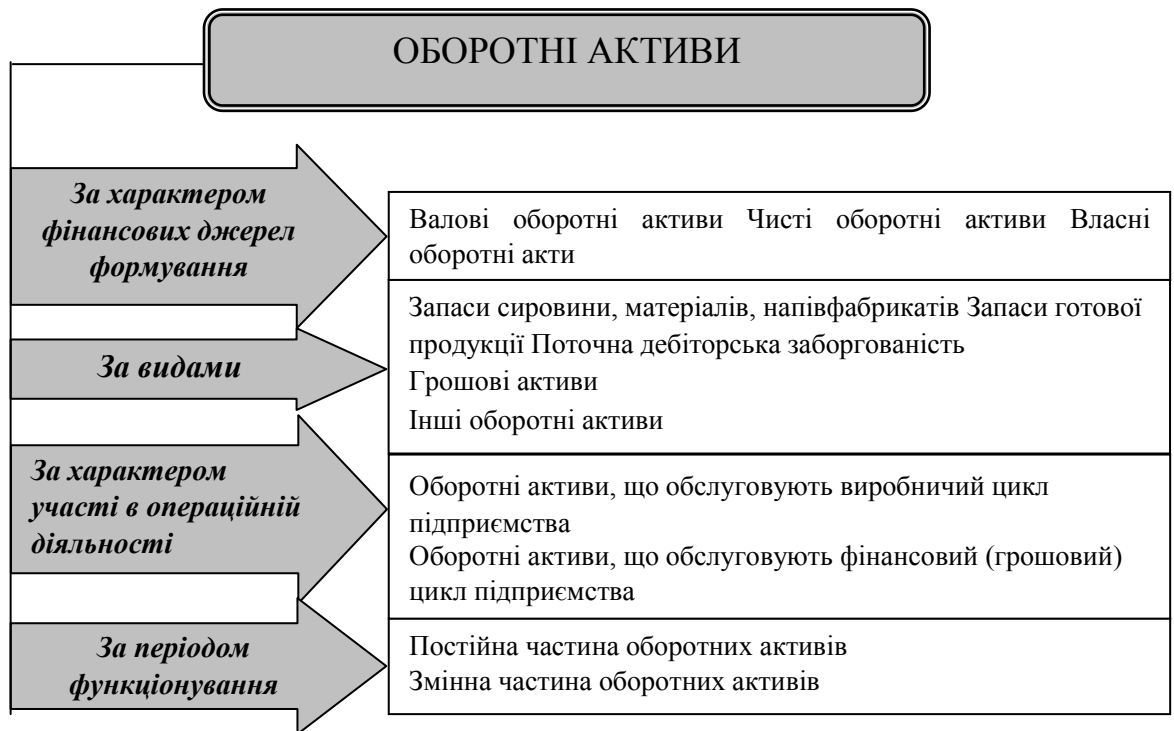 ОБОРОТНІ АКТИВИ
За характером
фінансових джерел
формування
Валові оборотні активи Чисті оборотні активи Власні
оборотні акти
За видами
Запаси сировини, матеріалів, напівфабрикатів Запаси готової
продукції Поточна дебіторська заборгованість
Грошові активи
Інші оборотні активи
За характером
участі в операційній
діяльності
Оборотні активи, що обслуговують виробничий цикл
підприємства
Оборотні активи, що обслуговують фінансовий (грошовий)
цикл підприємства
За періодом
функціонування
Постійна частина оборотних активів
Змінна частина оборотних активів